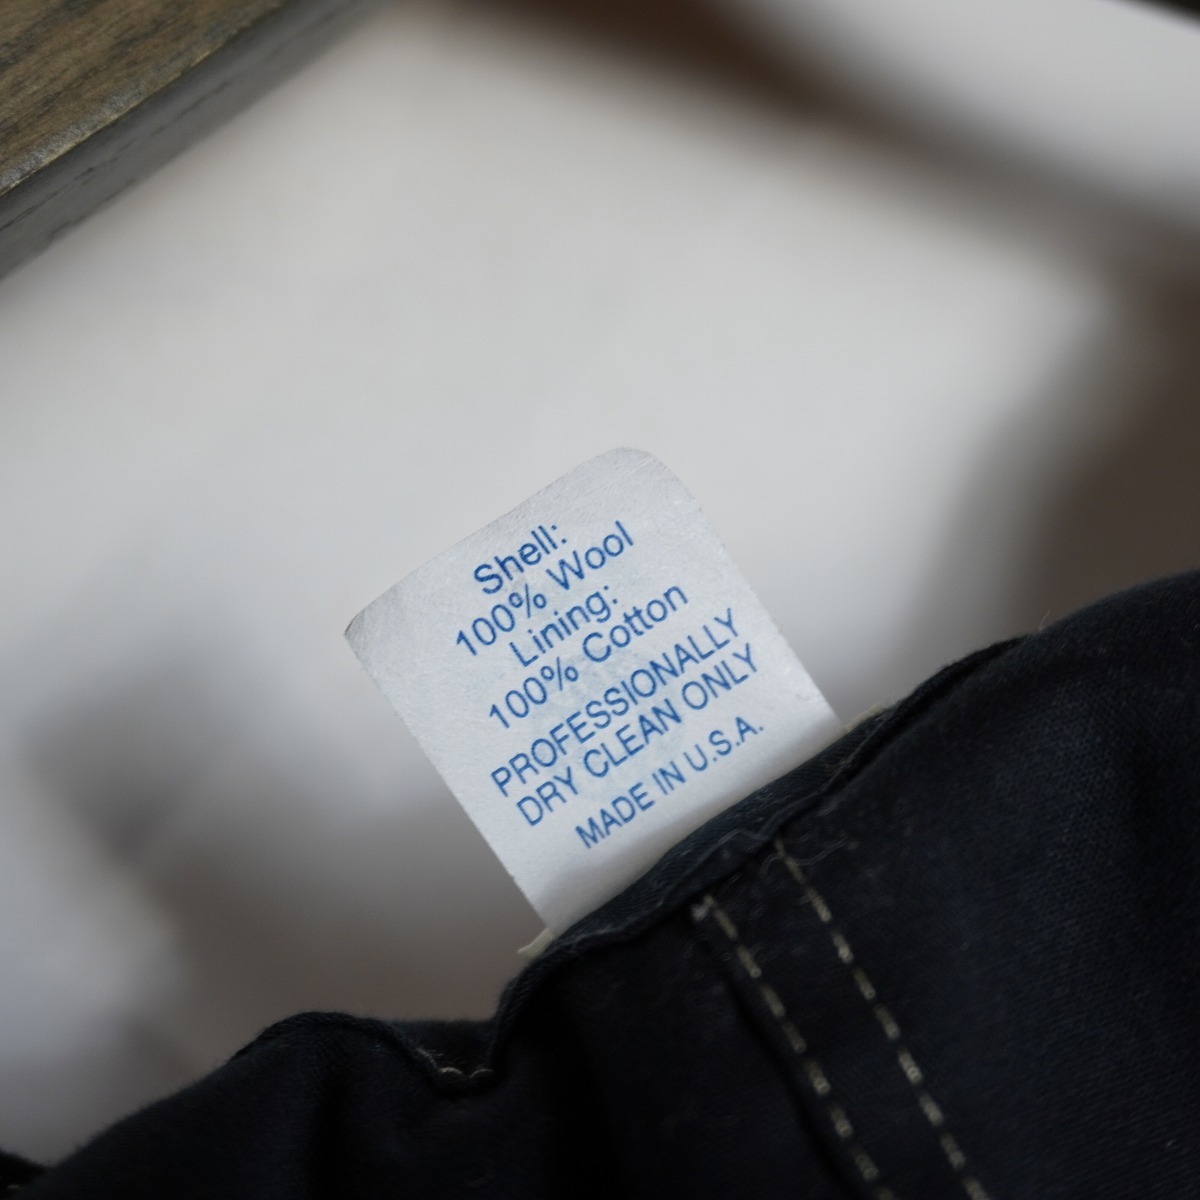 Shell:
100% Wool
Lining:
100% Cotton
PROFESSIONALLY
DRY CLEAN ONLY
MADE IN U.S.A.